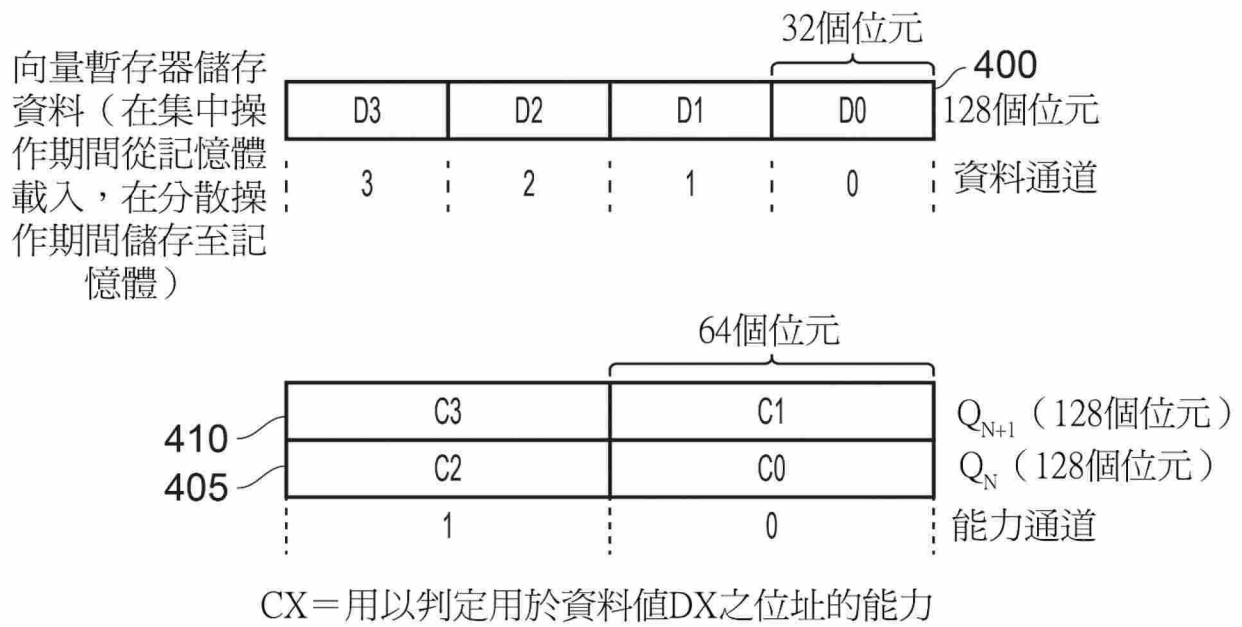 32個位元
向量暫存器儲存
資料（在集中操
作期間從記憶體
載入，在分散操
作期間儲存至記
憶體）
400
D3 D2 D1 D0 128個位元
3 2 1 0 資料通道
64個位元
410 C3 C1 Q_{N+1}（128個位元）
405 C2 C0 Q_N（128個位元）
1 0 能力通道
CX＝用以判定用於資料值DX之位址的能力